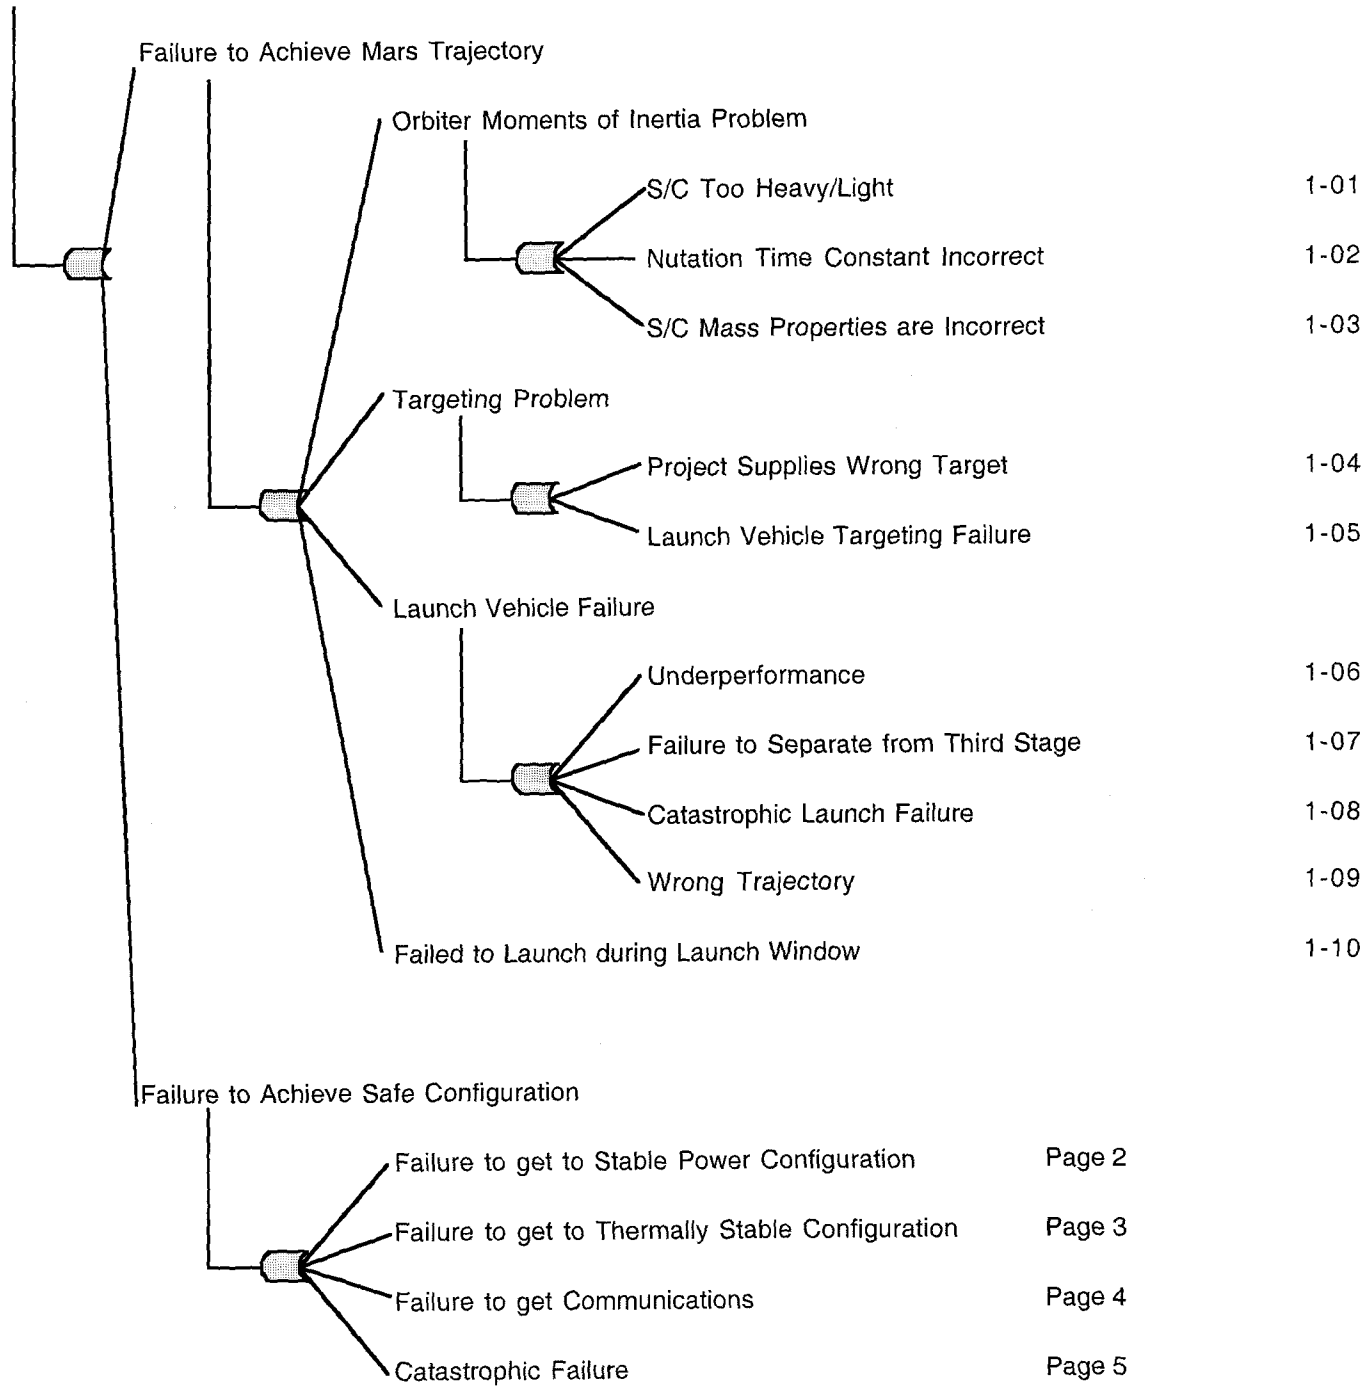 Failure to Achieve Mars Trajectory
Orbiter Moments of Inertia Problem
S/C Too Heavy/Light 1-01
Nutation Time Constant Incorrect 1-02
S/C Mass Properties are Incorrect 1-03
Targeting Problem
Project Supplies Wrong Target 1-04
Launch Vehicle Targeting Failure 1-05
Launch Vehicle Failure
Underperformance 1-06
Failure to Separate from Third Stage 1-07
Catastrophic Launch Failure 1-08
Wrong Trajectory 1-09
Failed to Launch during Launch Window 1-10
Failure to Achieve Safe Configuration
Failure to get to Stable Power Configuration Page 2
Failure to get to Thermally Stable Configuration Page 3
Failure to get Communications Page 4
Catastrophic Failure Page 5